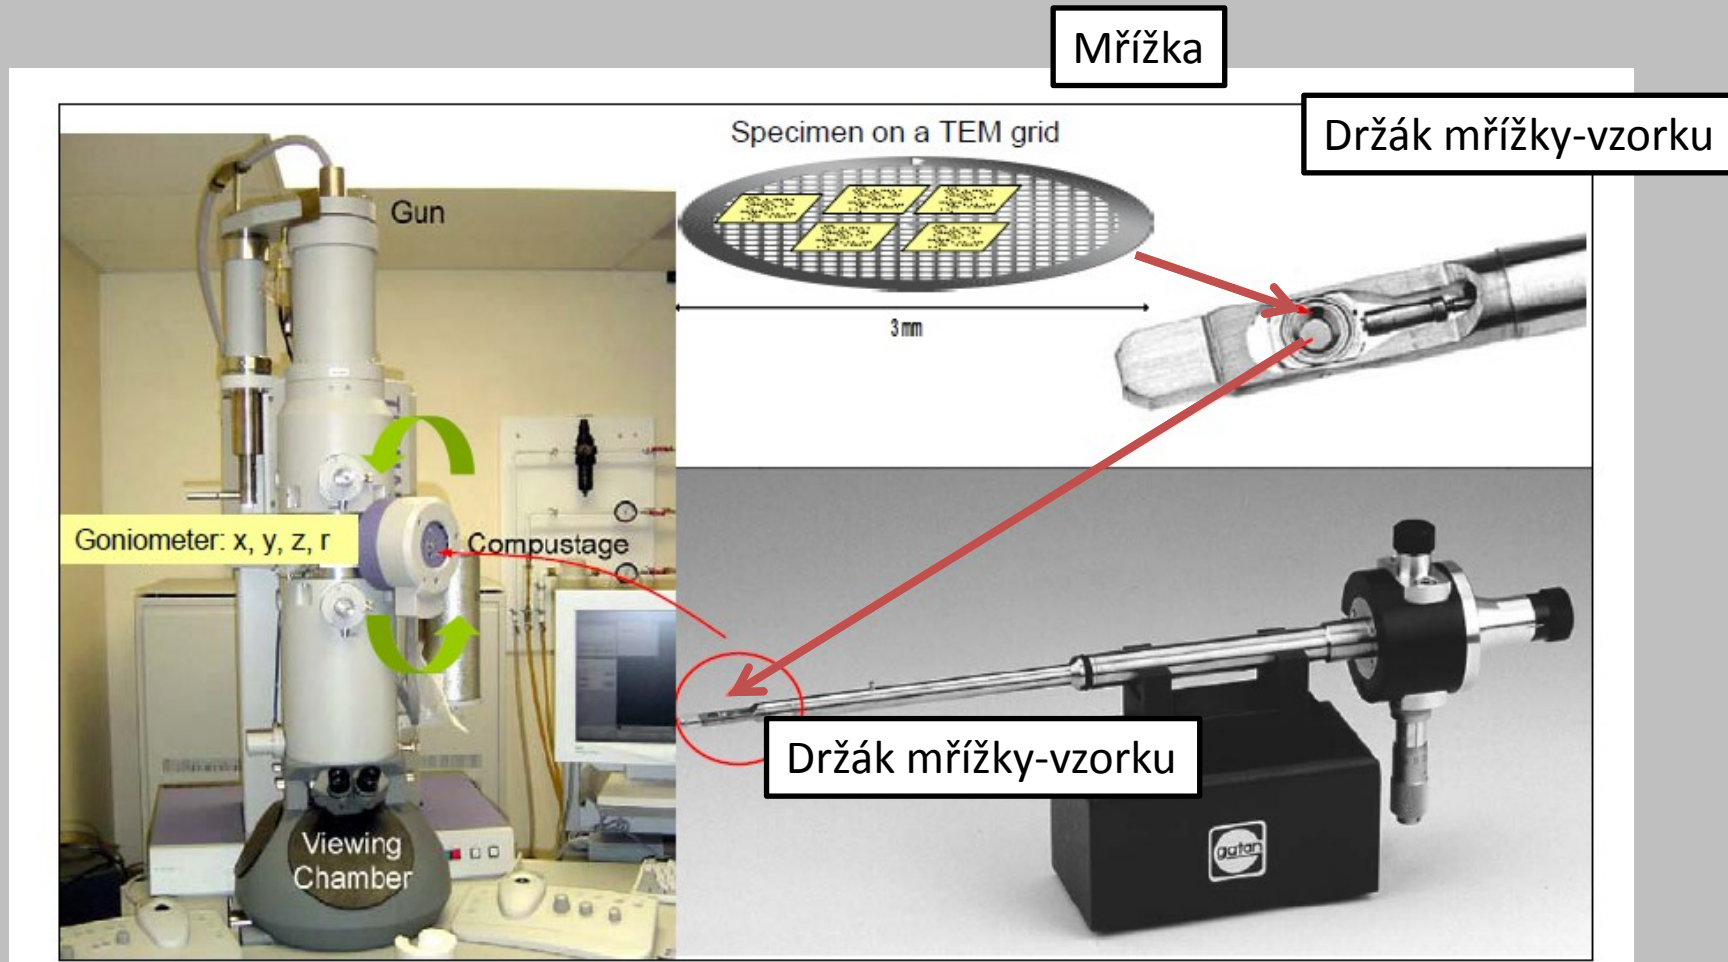 Mřížka
Držák mřížky-vzorku
Specimen on a TEM grid
3 mm
Gun
Goniometer: x, y, z, r
Compustage
Držák mřížky-vzorku
Viewing
Chamber
gatan